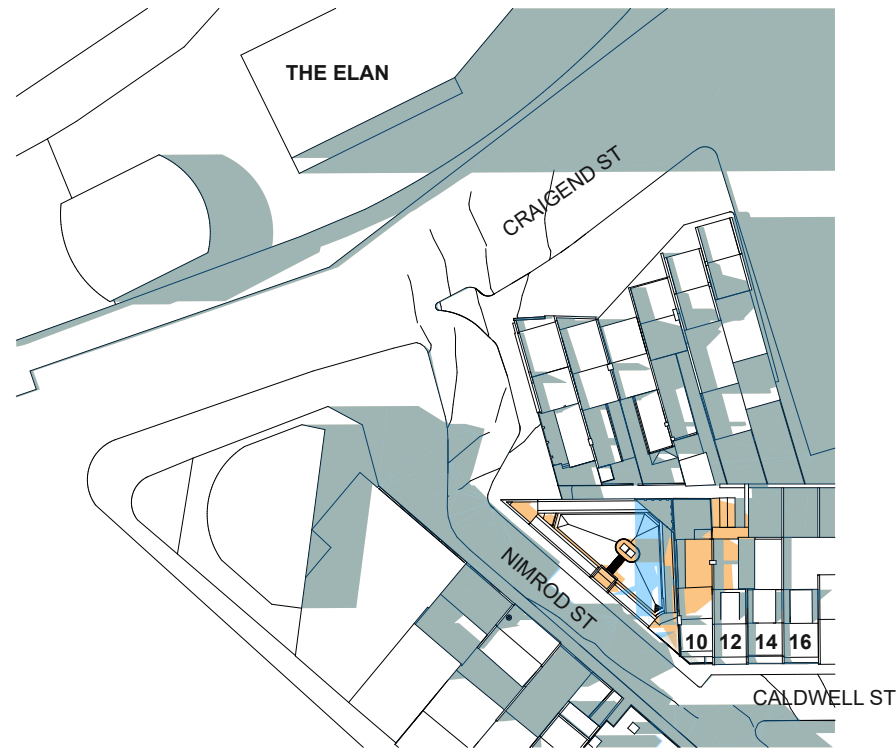 THE ELAN
CRAIGEND ST
NIMROD ST
10 12 14 16
CALDWELL ST